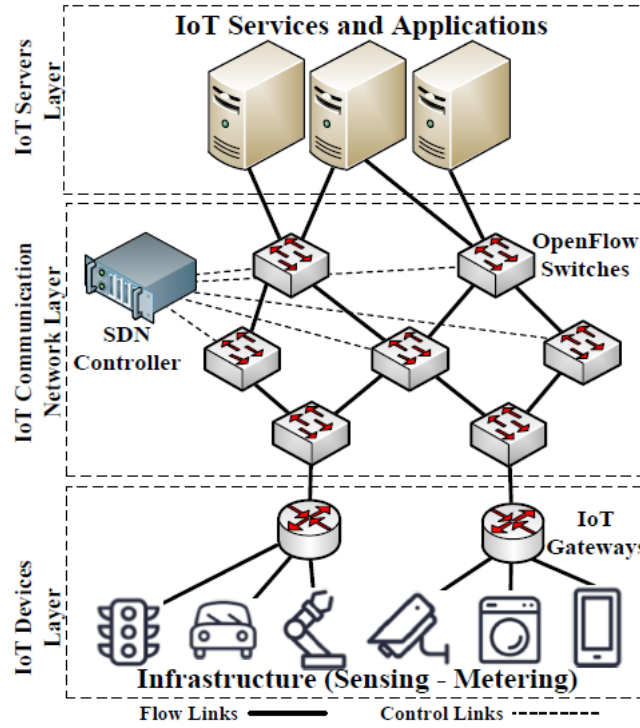 IoT Services and Applications
IoT Servers
Layer
OpenFlow
Switches
SDN
Controller
IoT Communication
Network Layer
IoT
Gateways
IoT Devices
Layer
Infrastructure (Sensing - Metering)
Flow Links
Control Links